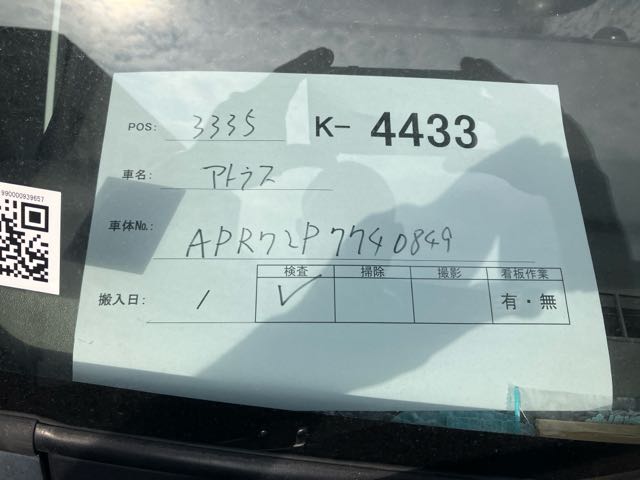 POS: 3335 K- 4433
車名: アトラス
車体No.: APR72P7740849
検査 掃除 撮影 看板作業
搬入日: / ✓ 有・無
990000939657